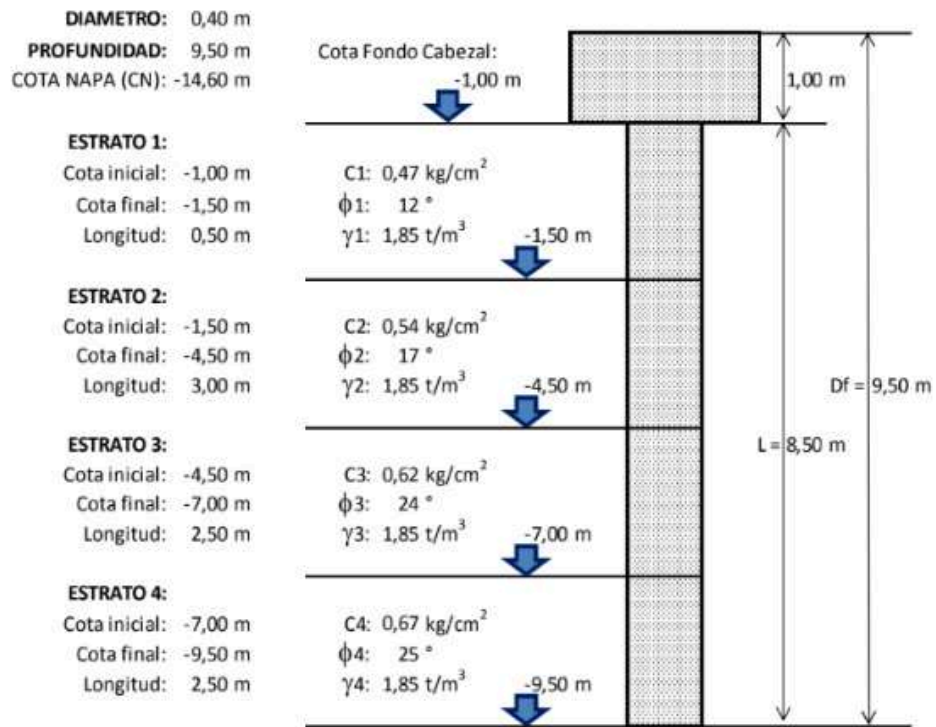 DIAMETRO: 0,40 m
PROFUNDIDAD: 9,50 m
COTA NAPA (CN): -14,60 m
Cota Fondo Cabezal:
-1,00 m
1,00 m
ESTRATO 1:
Cota inicial: -1,00 m
Cota final: -1,50 m
Longitud: 0,50 m
C1: 0,47 kg/cm²
ϕ1: 12 °
γ1: 1,85 t/m³
-1,50 m
ESTRATO 2:
Cota inicial: -1,50 m
Cota final: -4,50 m
Longitud: 3,00 m
C2: 0,54 kg/cm²
ϕ2: 17 °
γ2: 1,85 t/m³
-4,50 m
Df = 9,50 m
ESTRATO 3:
Cota inicial: -4,50 m
Cota final: -7,00 m
Longitud: 2,50 m
C3: 0,62 kg/cm²
ϕ3: 24 °
γ3: 1,85 t/m³
-7,00 m
L = 8,50 m
ESTRATO 4:
Cota inicial: -7,00 m
Cota final: -9,50 m
Longitud: 2,50 m
C4: 0,67 kg/cm²
ϕ4: 25 °
γ4: 1,85 t/m³
-9,50 m